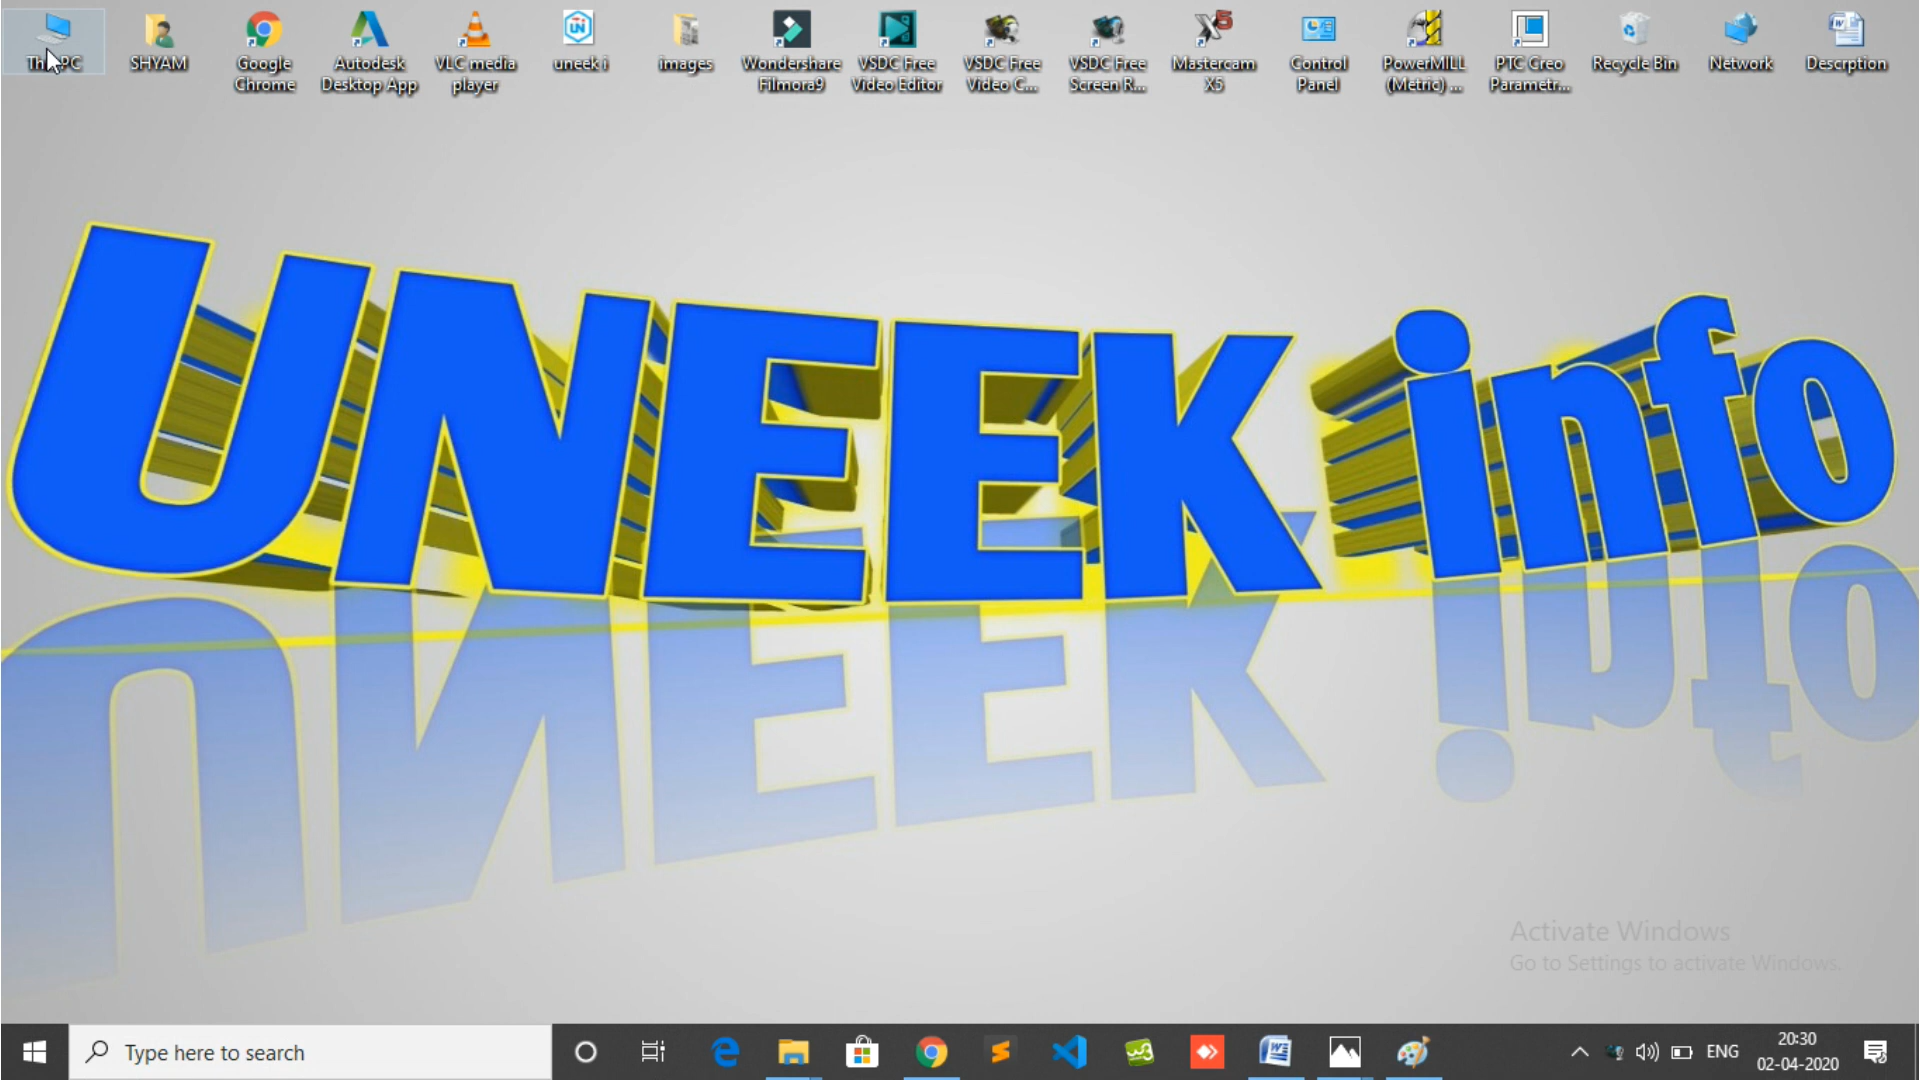 This PC
SHYAM
Google Chrome
Autodesk Desktop App
VLC media player
uneek i
images
Wondershare Filmora9
VSDC Free Video Editor
VSDC Free Video C...
VSDC Free Screen R...
Mastercam X5
Control Panel
PowerMILL (Metric) ...
PTC Creo Parametr...
Recycle Bin
Network
Descrption
UNEEK info
Activate Windows
Go to Settings to activate Windows.
Type here to search
ENG
20:30
02-04-2020